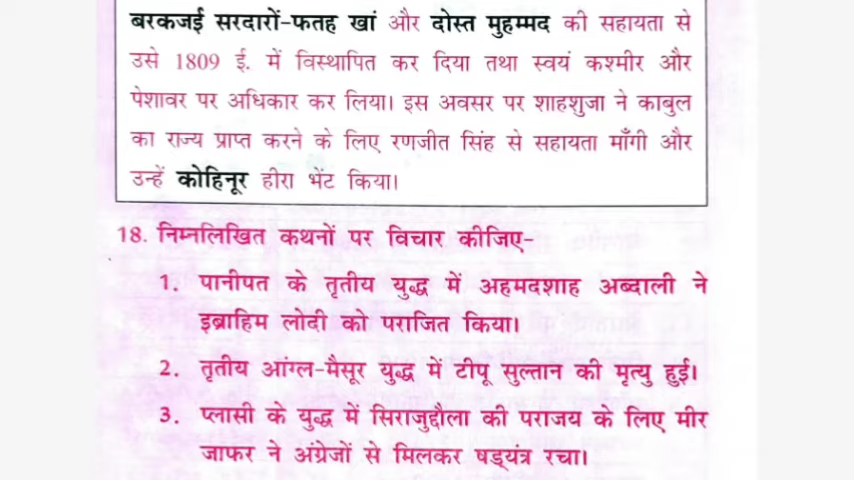 बरकजई सरदारों-फतह खां और दोस्त मुहम्मद की सहायता से
उसे 1809 ई. में विस्थापित कर दिया तथा स्वयं कश्मीर और
पेशावर पर अधिकार कर लिया। इस अवसर पर शाहशुजा ने काबुल
का राज्य प्राप्त करने के लिए रणजीत सिंह से सहायता माँगी और
उन्हें कोहिनूर हीरा भेंट किया।
18. निम्नलिखित कथनों पर विचार कीजिए-
1. पानीपत के तृतीय युद्ध में अहमदशाह अब्दाली ने
इब्राहिम लोदी को पराजित किया।
2. तृतीय आंग्ल-मैसूर युद्ध में टीपू सुल्तान की मृत्यु हुई।
3. प्लासी के युद्ध में सिराजुद्दौला की पराजय के लिए मीर
जाफर ने अंग्रेजों से मिलकर षड्यंत्र रचा।